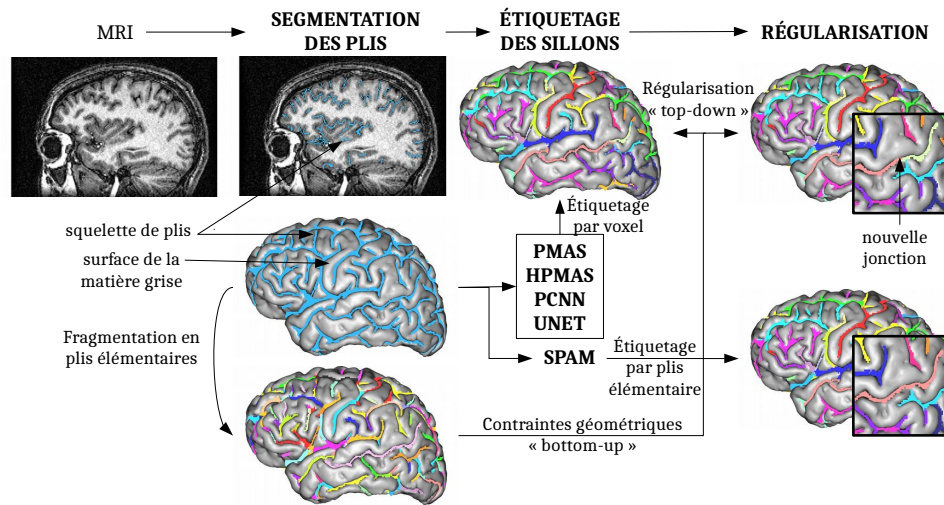 MRI
SEGMENTATION
DES PLIS
ÉTIQUETAGE
DES SILLONS
RÉGULARISATION
Régularisation
« top-down »
squelette de plis
surface de la
matière grise
Étiquetage
par voxel
nouvelle
jonction
PMAS
HPMAS
PCNN
UNET
Fragmentation en
plis élémentaires
SPAM
Étiquetage
par plis
élémentaire
Contraintes géométriques
« bottom-up »